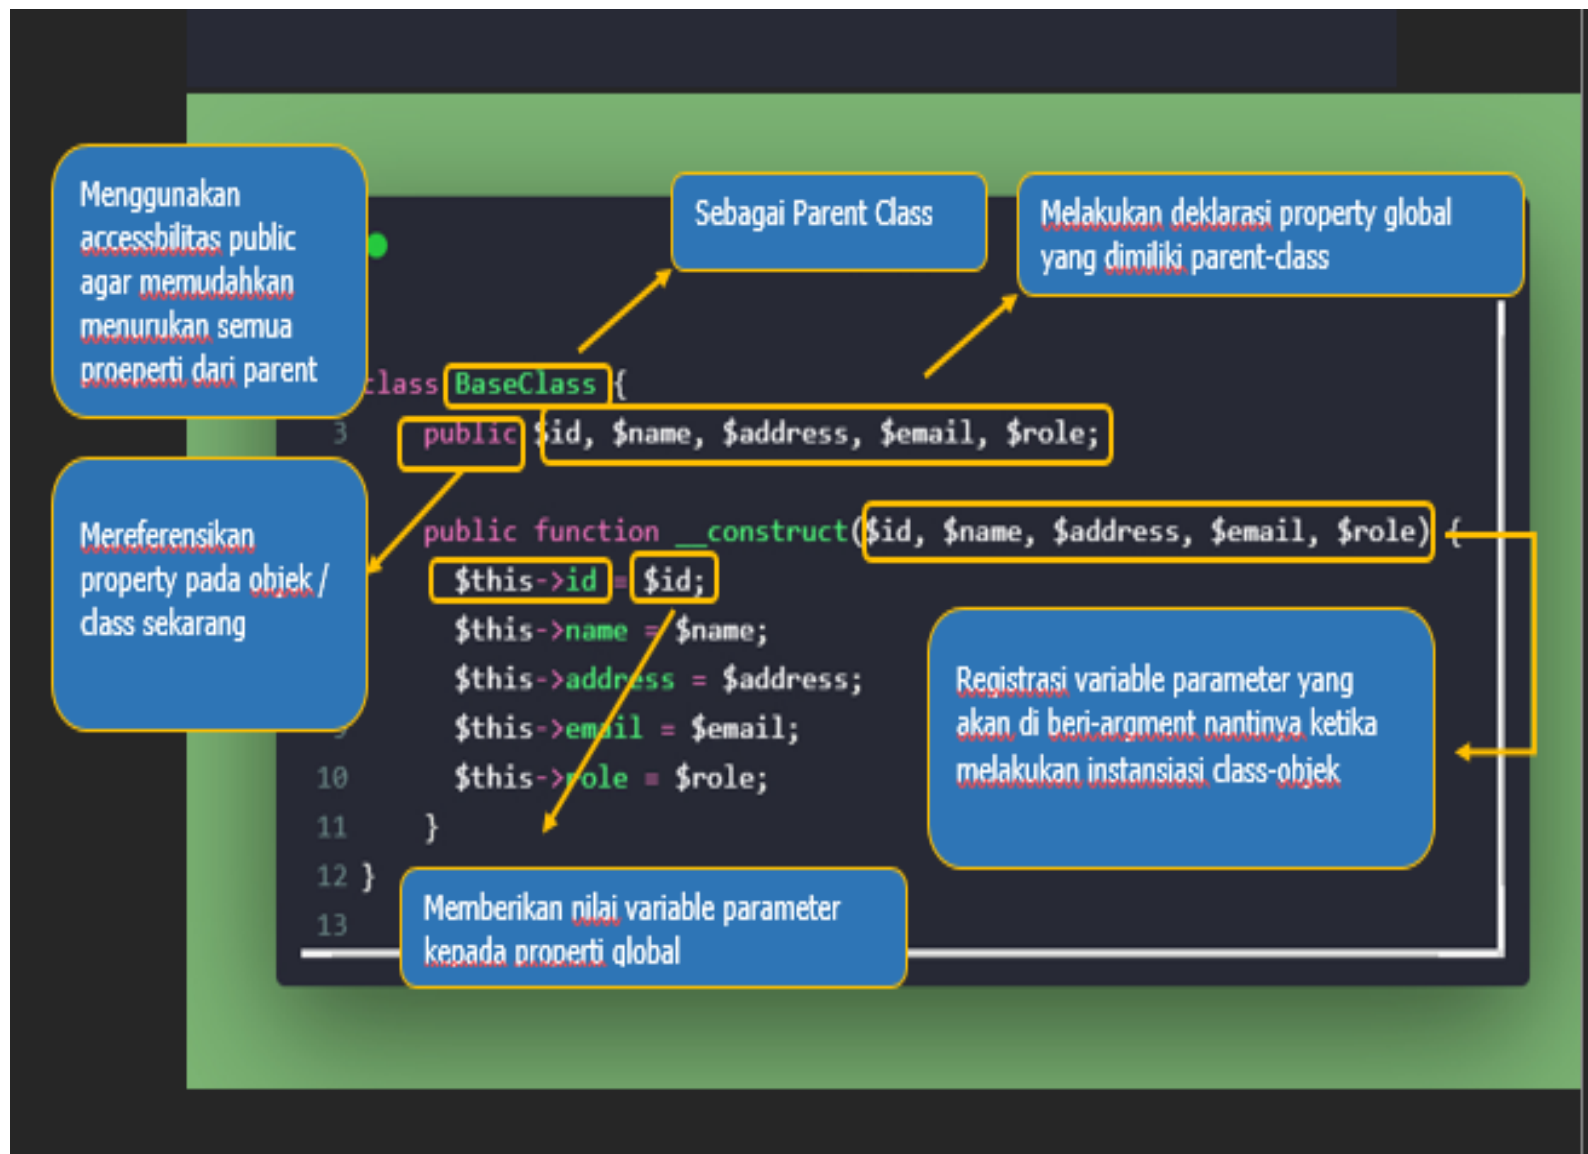 Menggunakan
accessbilitas public
agar memudahkan
menurukan semua
proeperti dari parent
Sebagai Parent Class
Melakukan deklarasi property global
yang dimiliki parent-class
class BaseClass {
3 public $id, $name, $address, $email, $role;
Mereferensikan
property pada objek /
class sekarang
public function __construct($id, $name, $address, $email, $role) {
$this->id = $id;
$this->name = $name;
$this->address = $address;
9 $this->email = $email;
10 $this->role = $role;
11 }
12 }
13
Registrasi variable parameter yang
akan di beri-argment nantinya ketika
melakukan instansiasi class-objek
Memberikan nilai variable parameter
kepada properti global